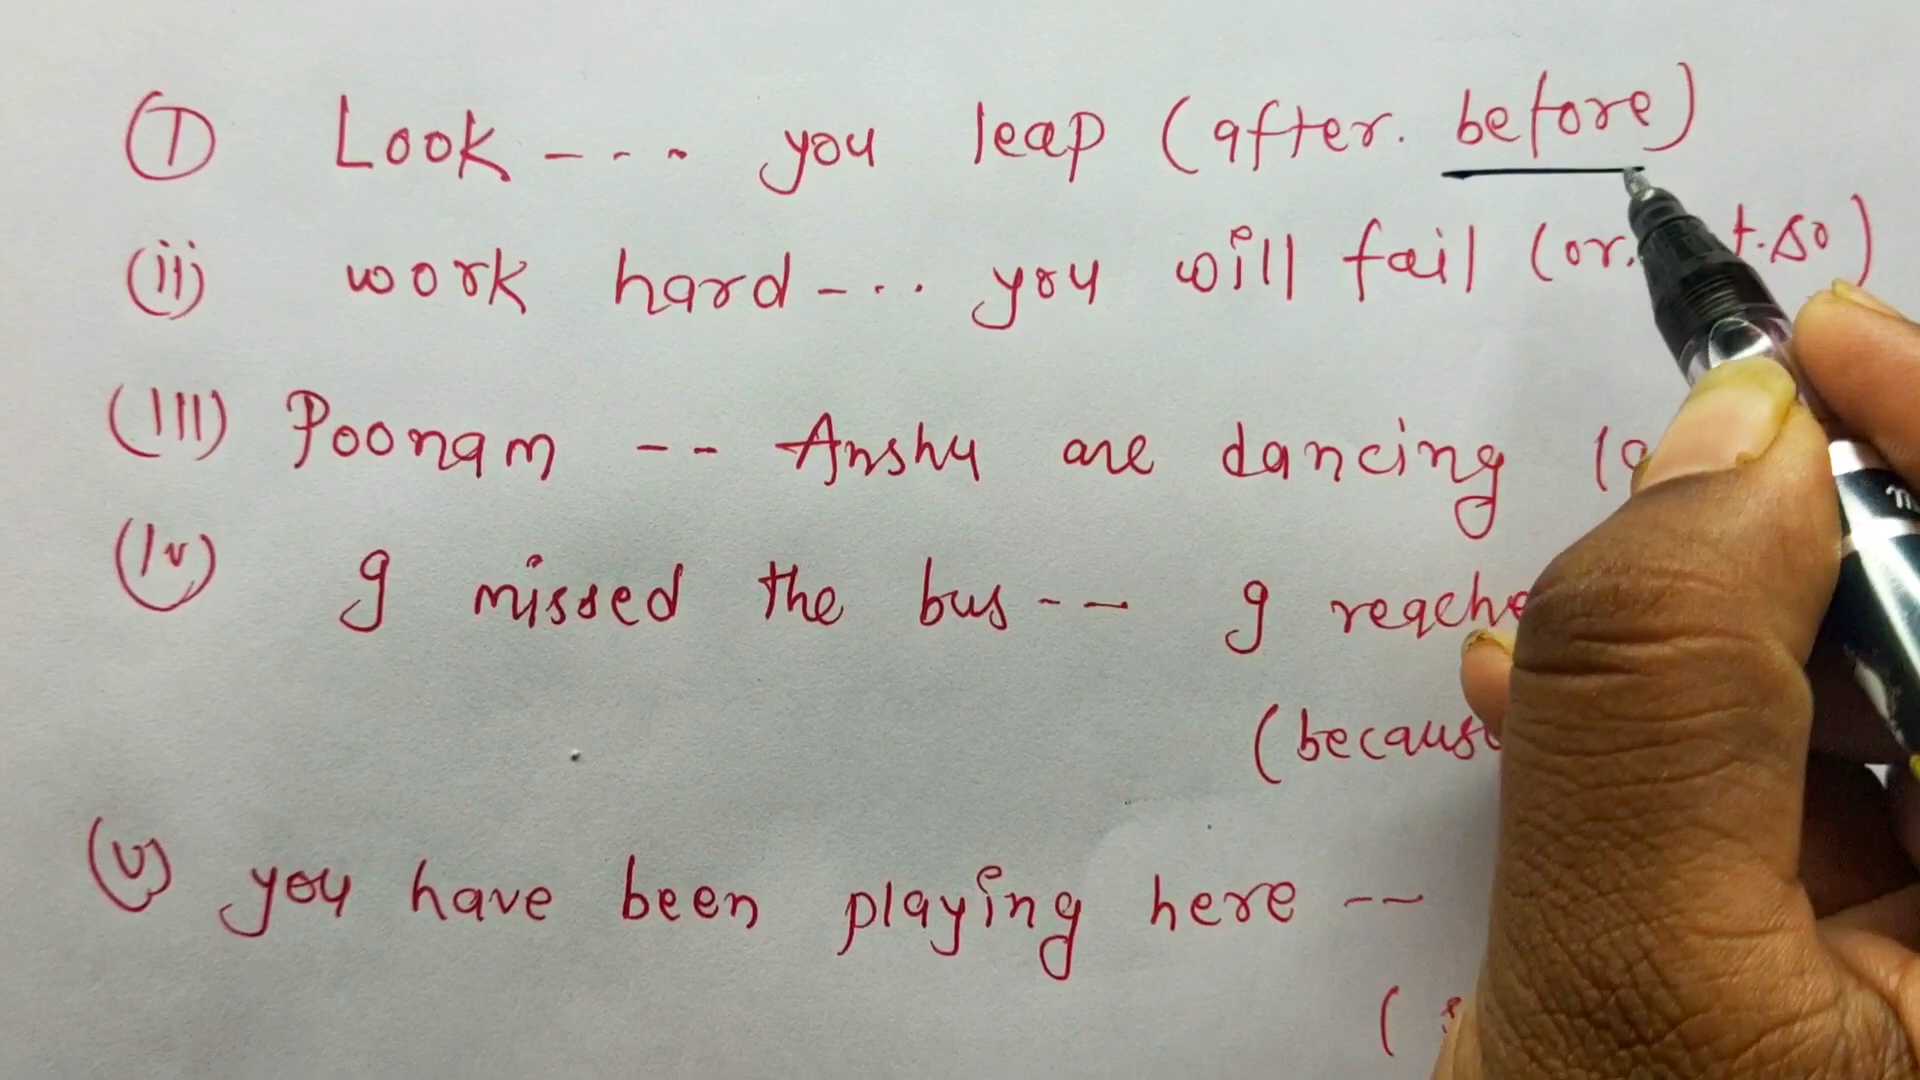 (I) Look --- you leap (after. before)
(ii) work hard --- you will fail (or. so)
(III) Poonam -- Anshu are dancing
(iv) I missed the bus -- I
(because
(v) you have been playing here --